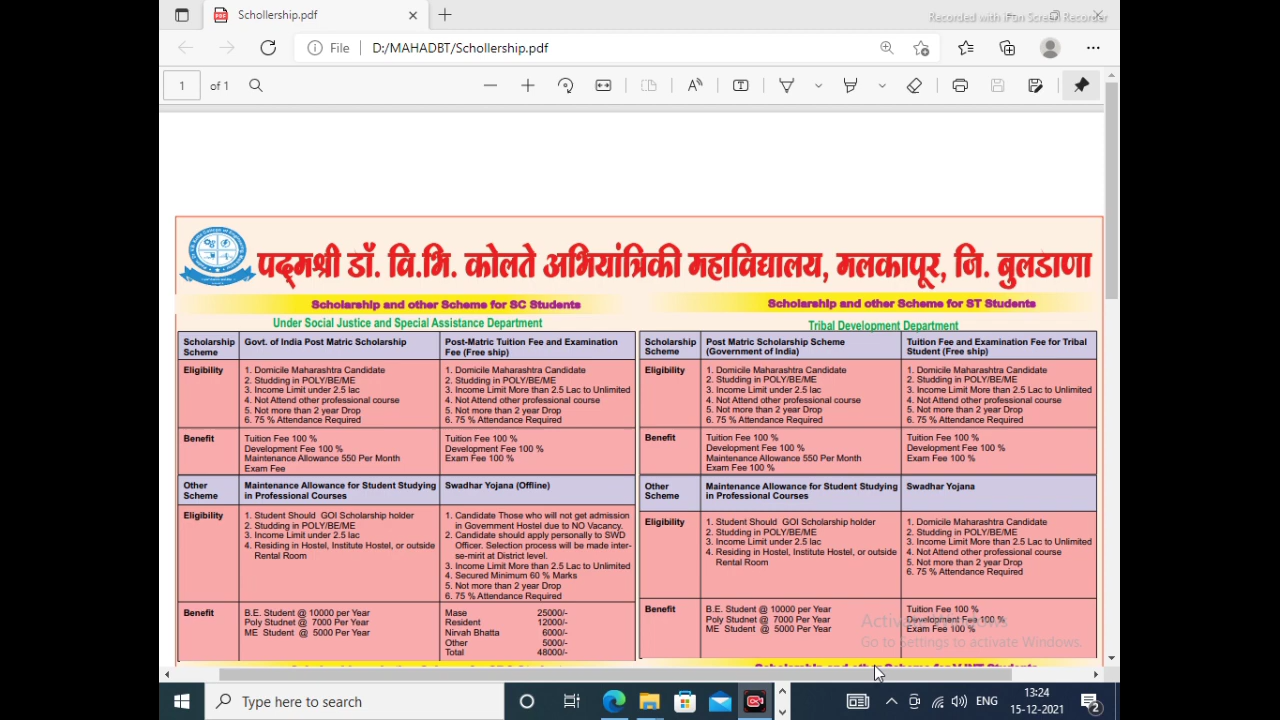 Schollership.pdf
Recorded with iFun Screen Recorder
File
D:/MAHADBT/Schollership.pdf
1 of 1
पद्मश्री डॉ. वि.भि. कोलते अभियांत्रिकी महाविद्यालय, मलकापूर, जि. बुलडाणा
Scholarship and other Scheme for SC Students
Under Social Justice and Special Assistance Department
Scholarship Scheme
Govt. of India Post Matric Scholarship
Post-Matric Tuition Fee and Examination
Fee (Free ship)
Eligibility
1. Domicile Maharashtra Candidate
2. Studding in POLY/BE/ME
3. Income Limit under 2.5 lac
4. Not Attend other professional course
5. Not more than 2 year Drop
6. 75 % Attendance Required
1. Domicile Maharashtra Candidate
2. Studding in POLY/BE/ME
3. Income Limit More than 2.5 Lac to Unlimited
4. Not Attend other professional course
5. Not more than 2 year Drop
6. 75 % Attendance Required
Benefit
Tuition Fee 100 %
Development Fee 100 %
Maintenance Allowance 550 Per Month
Exam Fee
Tuition Fee 100 %
Development Fee 100 %
Exam Fee 100 %
Other
Scheme
Maintenance Allowance for Student Studying
in Professional Courses
Swadhar Yojana (Offline)
Eligibility
1. Student Should GOI Scholarship holder
2. Studding in POLY/BE/ME
3. Income Limit under 2.5 lac
4. Residing in Hostel, Institute Hostel, or outside
Rental Room
1. Candidate Those who will not get admission
in Government Hostel due to NO Vacancy.
2. Candidate should apply personally to SWD
Officer. Selection process will be made inter-
se-mirit at District level.
3. Income Limit More than 2.5 Lac to Unlimited
4. Secured Minimum 60 % Marks
5. Not more than 2 year Drop
6. 75 % Attendance Required
Benefit
B.E. Student @ 10000 per Year
Poly Studnet @ 7000 Per Year
ME Student @ 5000 Per Year
Mase 25000/-
Resident 12000/-
Nirvah Bhatta 6000/-
Other 5000/-
Total 48000/-
Scholarship and other Scheme for ST Students
Tribal Development Department
Scholarship
Scheme
Post Matric Scholarship Scheme
(Government of India)
Tuition Fee and Examination Fee for Tribal
Student (Free ship)
Eligibility
1. Domicile Maharashtra Candidate
2. Studding in POLY/BE/ME
3. Income Limit under 2.5 lac
4. Not Attend other professional course
5. Not more than 2 year Drop
6. 75 % Attendance Required
1. Domicile Maharashtra Candidate
2. Studding in POLY/BE/ME
3. Income Limit More than 2.5 Lac to Unlimited
4. Not Attend other professional course
5. Not more than 2 year Drop
6. 75 % Attendance Required
Benefit
Tuition Fee 100 %
Development Fee 100 %
Maintenance Allowance 550 Per Month
Exam Fee 100 %
Tuition Fee 100 %
Development Fee 100 %
Exam Fee 100 %
Other
Scheme
Maintenance Allowance for Student Studying
in Professional Courses
Swadhar Yojana
Eligibility
1. Student Should GOI Scholarship holder
2. Studding in POLY/BE/ME
3. Income Limit under 2.5 lac
4. Residing in Hostel, Institute Hostel, or outside
Rental Room
1. Domicile Maharashtra Candidate
2. Studding in POLY/BE/ME
3. Income Limit More than 2.5 Lac to Unlimited
4. Not Attend other professional course
5. Not more than 2 year Drop
6. 75 % Attendance Required
Benefit
B.E. Student @ 10000 per Year
Poly Studnet @ 7000 Per Year
ME Student @ 5000 Per Year
Tuition Fee 100 %
Development Fee 100 %
Exam Fee 100 %
Activate Windows
Go to Settings to activate Windows.
Scholarship and other Scheme for VJNT Students
Type here to search
ENG
13:24
15-12-2021
2